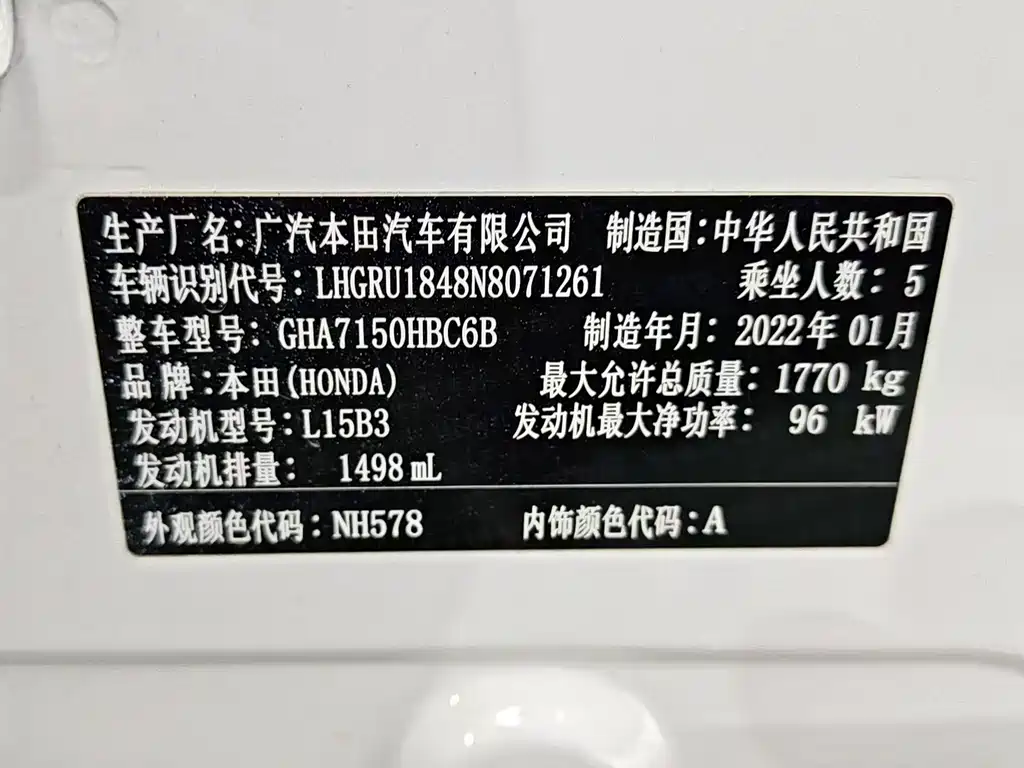 生产厂名:广汽本田汽车有限公司 制造国:中华人民共和国
车辆识别代号:LHGRU1848N8071261 乘坐人数:5
整车型号:GHA7150HBC6B 制造年月:2022年01月
品牌:本田(HONDA) 最大允许总质量:1770 kg
发动机型号:L15B3 发动机最大净功率:96 kW
发动机排量:1498 mL
外观颜色代码:NH578 内饰颜色代码:A